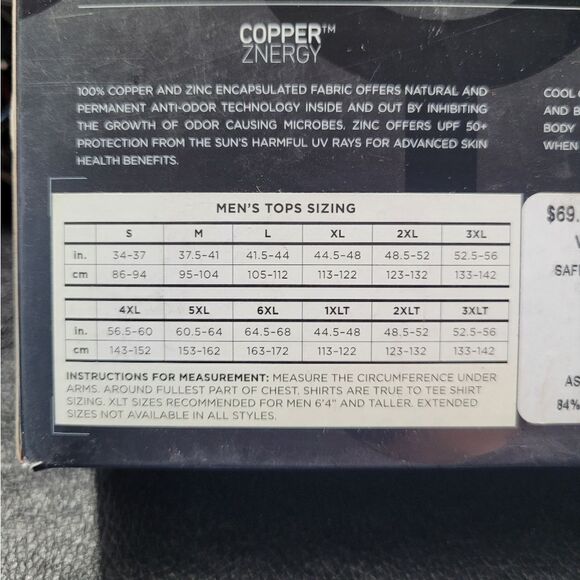 COPPER™
ZNERGY
100% COPPER AND ZINC ENCAPSULATED FABRIC OFFERS NATURAL AND
PERMANENT ANTI-ODOR TECHNOLOGY INSIDE AND OUT BY INHIBITING
THE GROWTH OF ODOR CAUSING MICROBES. ZINC OFFERS UPF 50+
PROTECTION FROM THE SUN'S HARMFUL UV RAYS FOR ADVANCED SKIN
HEALTH BENEFITS.
COOL
AND B
BODY
WHEN
MEN'S TOPS SIZING
S M L XL 2XL 3XL
in. 34-37 37.5-41 41.5-44 44.5-48 48.5-52 52.5-56
cm 86-94 95-104 105-112 113-122 123-132 133-142
4XL 5XL 6XL 1XLT 2XLT 3XLT
in. 56.5-60 60.5-64 64.5-68 44.5-48 48.5-52 52.5-56
cm 143-152 153-162 163-172 113-122 123-132 133-142
INSTRUCTIONS FOR MEASUREMENT: MEASURE THE CIRCUMFERENCE UNDER
ARMS. AROUND FULLEST PART OF CHEST. SHIRTS ARE TRUE TO TEE SHIRT
SIZING. XLT SIZES RECOMMENDED FOR MEN 6'4" AND TALLER. EXTENDED
SIZES NOT AVAILABLE IN ALL STYLES.
$69.
SAF
AS
84%